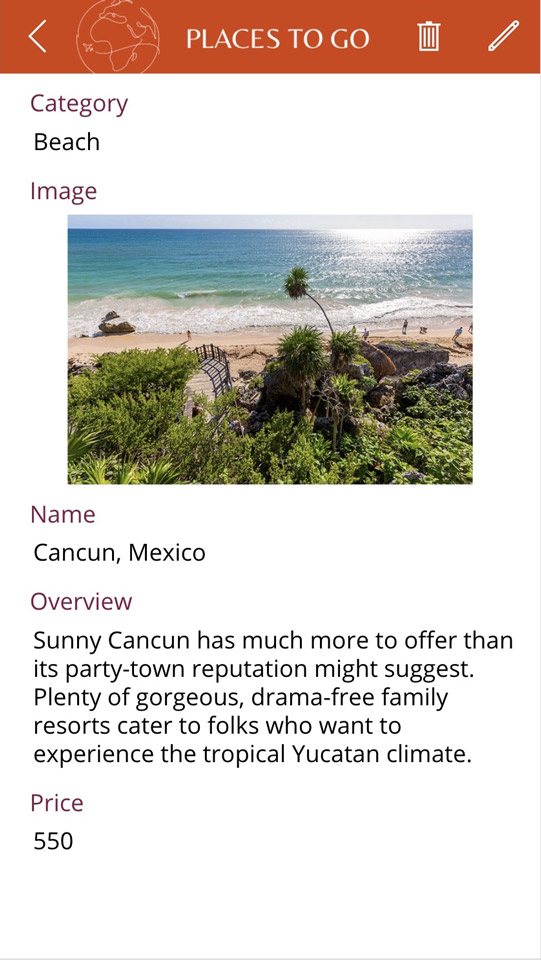 PLACES TO GO
Category
Beach
Image
Name
Cancun, Mexico
Overview
Sunny Cancun has much more to offer than
its party-town reputation might suggest.
Plenty of gorgeous, drama-free family
resorts cater to folks who want to
experience the tropical Yucatan climate.
Price
550